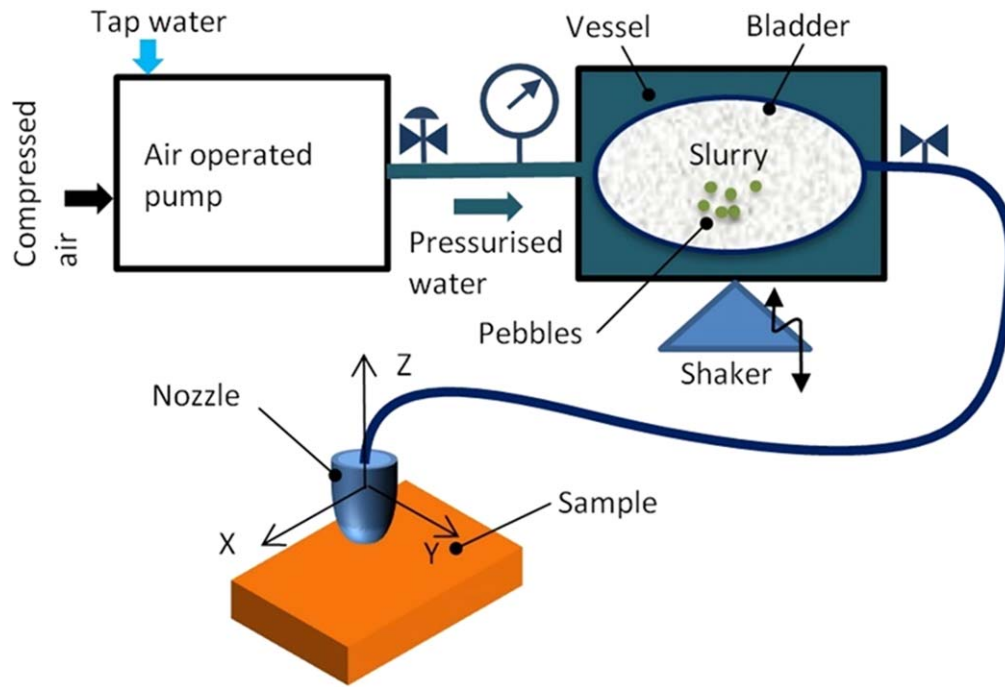 Tap water
Compressed
air
Air operated
pump
Pressurised
water
Vessel
Bladder
Slurry
Pebbles
Shaker
Nozzle
Z
X
Y
Sample